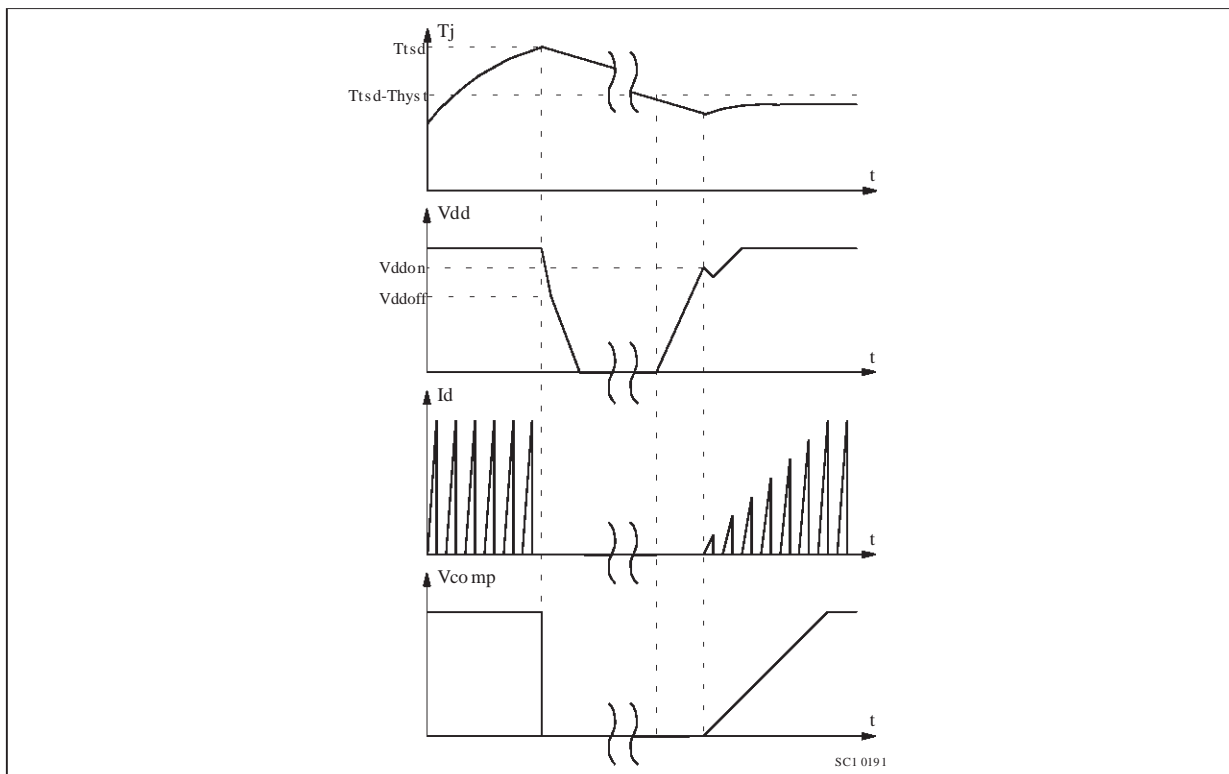 Tj
Ttsd
Ttsd-Thyst
t
Vdd
Vddon
Vddoff
t
Id
t
Vcomp
t
SC10191